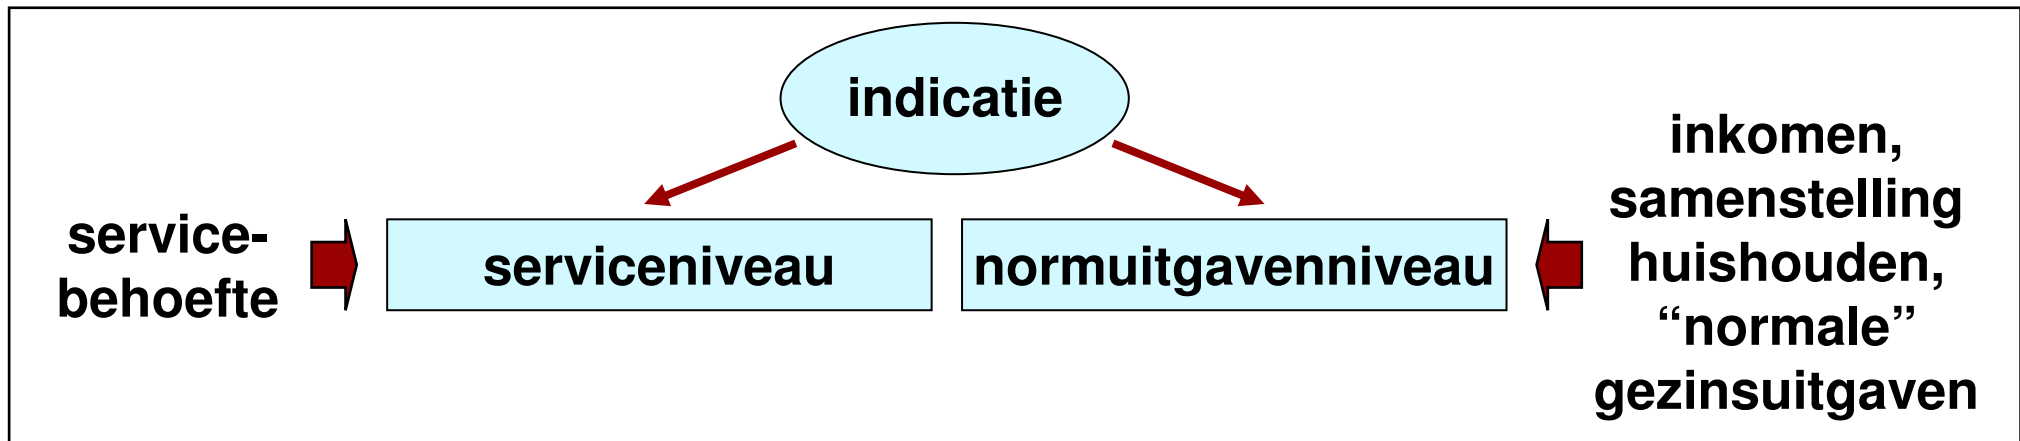 indicatie
service-
behoefte
serviceniveau
normuitgavenniveau
inkomen,
samenstelling
huishouden,
“normale”
gezinsuitgaven